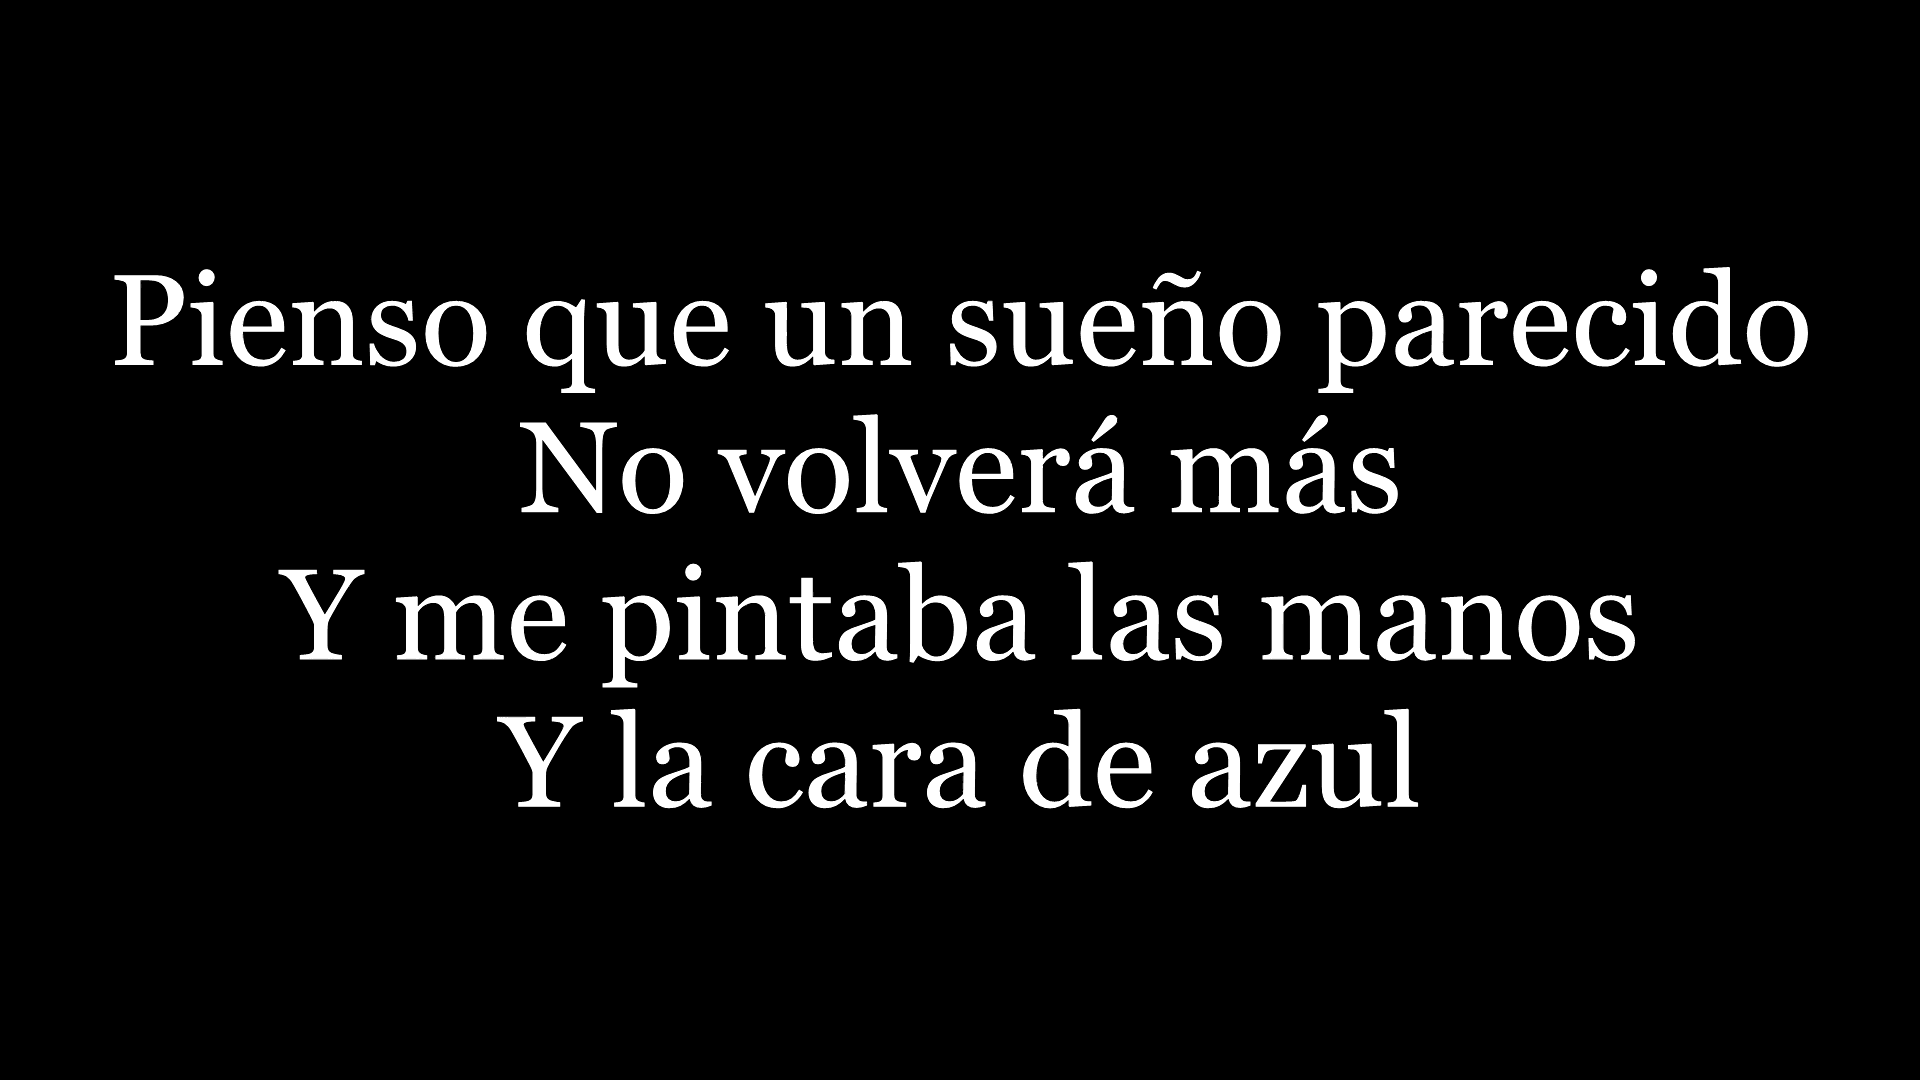 Pienso que un sueño parecido
No volverá más
Y me pintaba las manos
Y la cara de azul